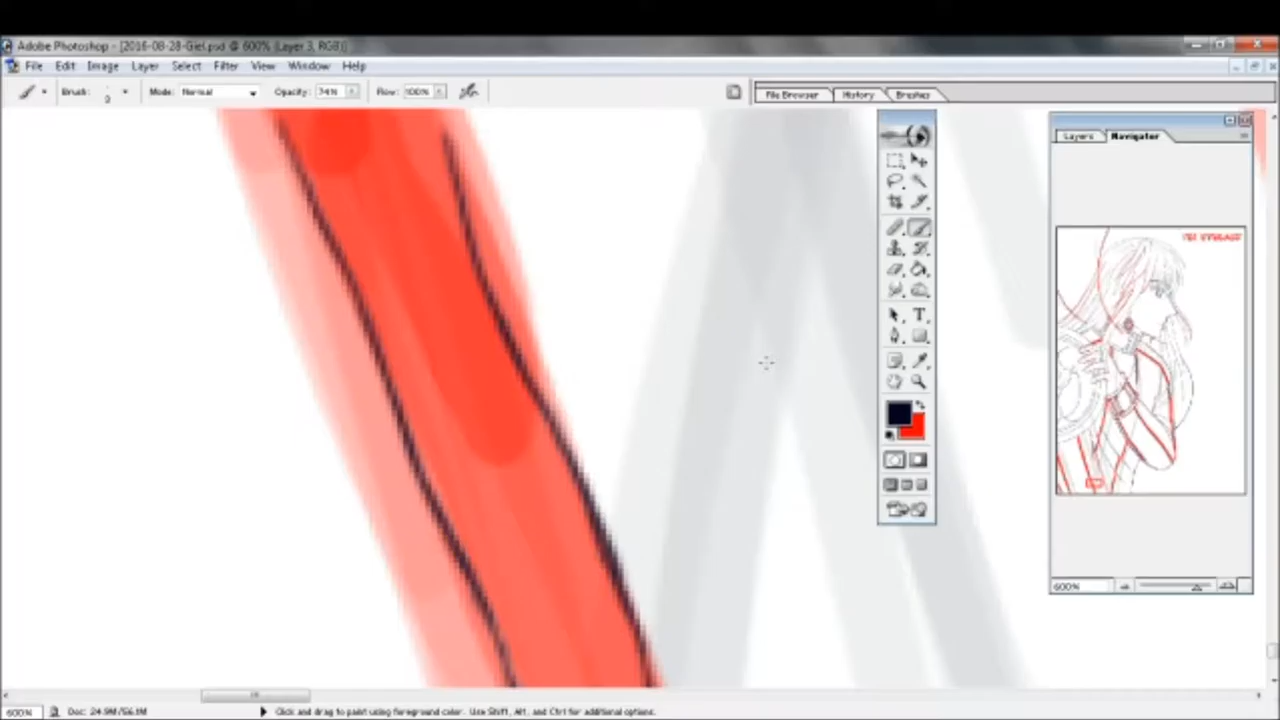 Adobe Photoshop - [2016-08-28-Giel.psd @ 600% (Layer 3, RGB)]
File Edit Image Layer Select Filter View Window Help
Brush: Mode: Normal Opacity: 74% Flow: 100% File Browser History Brushes
Layers Navigator
600%
600% Doc: 24.9M/56.1M Click and drag to paint using foreground color. Use Shift, Alt, and Ctrl for additional options.